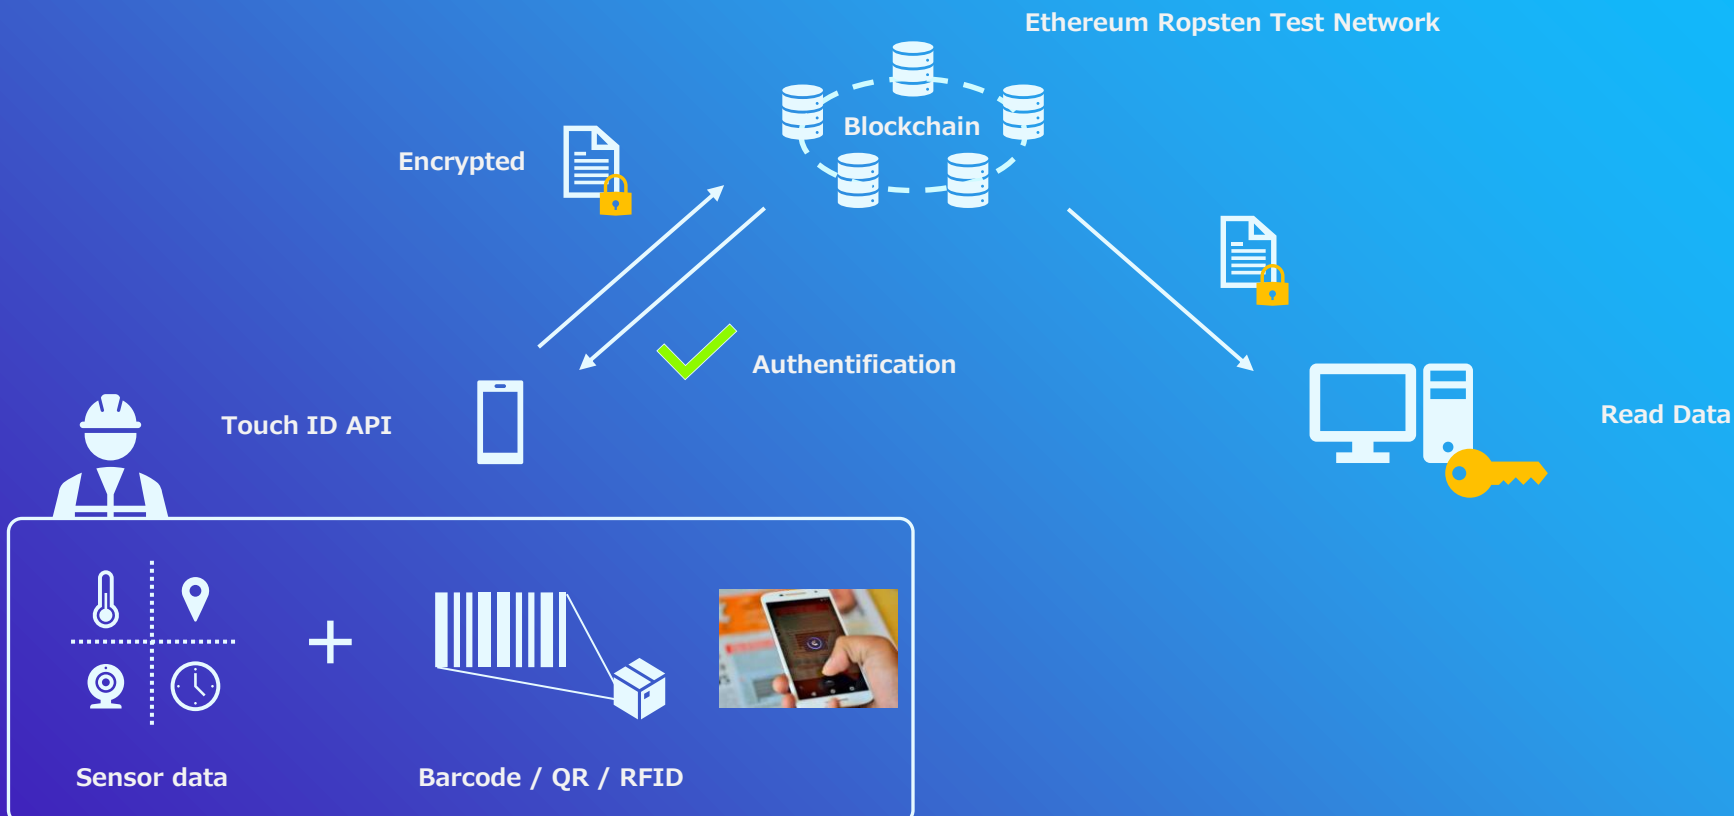 Ethereum Ropsten Test Network
Blockchain
Encrypted
Authentification
Touch ID API
Read Data
Sensor data
Barcode / QR / RFID